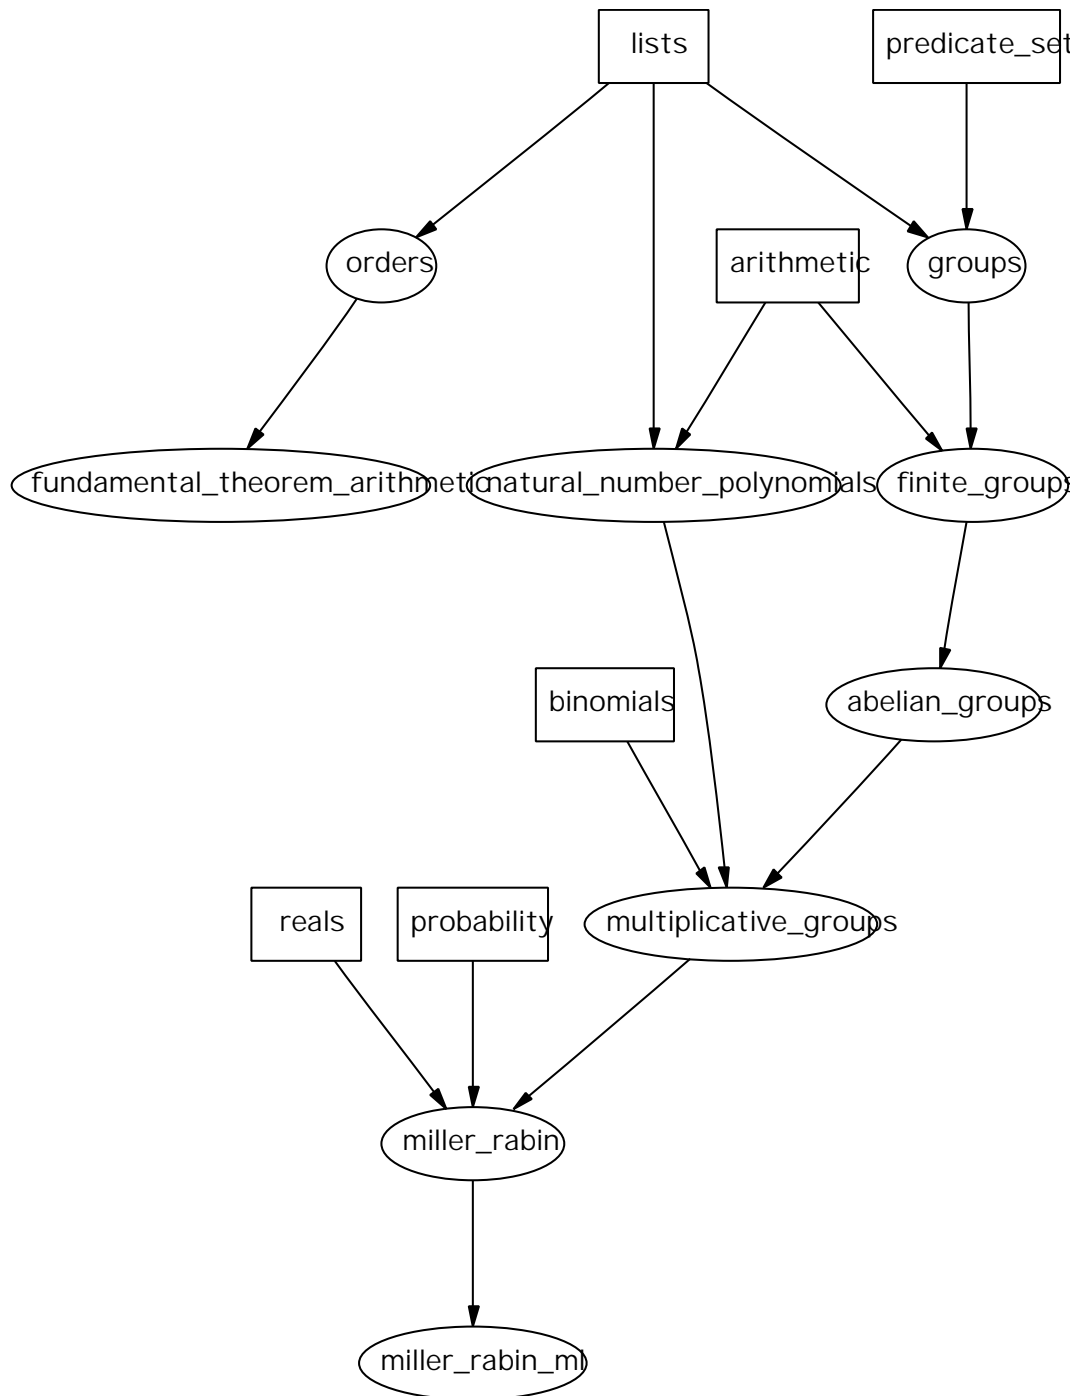 lists
predicate_set
orders
arithmetic
groups
fundamental_theorem_arithmetic
natural_number_polynomials
finite_groups
binomials
abelian_groups
reals
probability
multiplicative_groups
miller_rabin
miller_rabin_ml